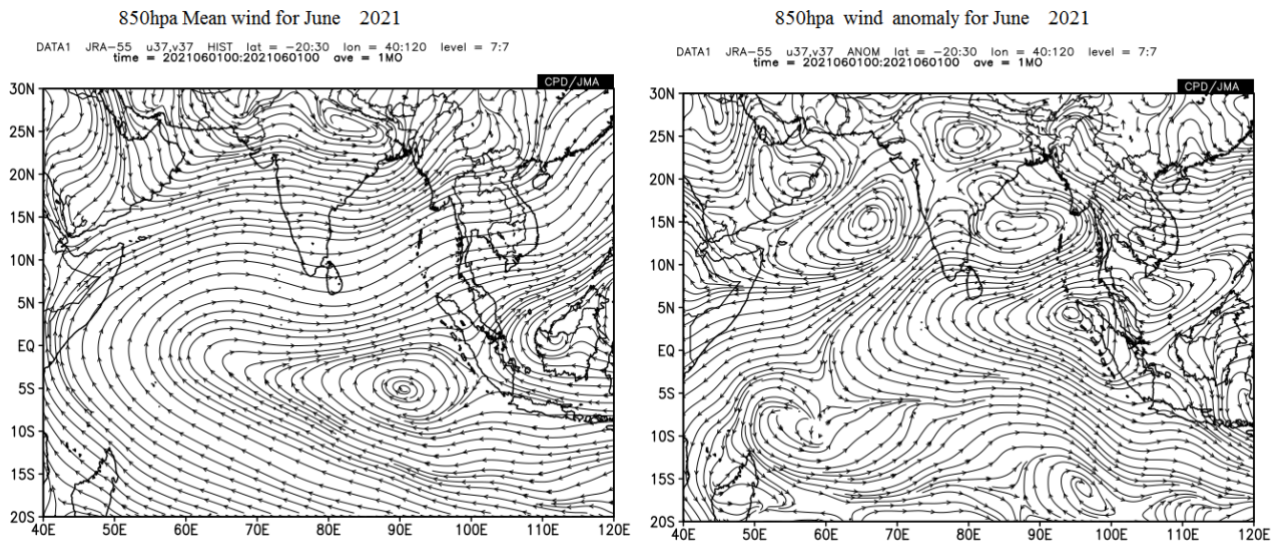 850hpa Mean wind for June 2021
DATA1 JRA-55 u37,v37 HIST lat = -20:30 lon = 40:120 level = 7:7
time = 2021060100:2021060100 ave = 1MO
CPD/JMA
30N
25N
20N
15N
10N
5N
EQ
5S
10S
15S
20S
40E 50E 60E 70E 80E 90E 100E 110E 120E
850hpa wind anomaly for June 2021
DATA1 JRA-55 u37,v37 ANOM lat = -20:30 lon = 40:120 level = 7:7
time = 2021060100:2021060100 ave = 1MO
CPD/JMA
30N
25N
20N
15N
10N
5N
EQ
5S
10S
15S
20S
40E 50E 60E 70E 80E 90E 100E 110E 120E